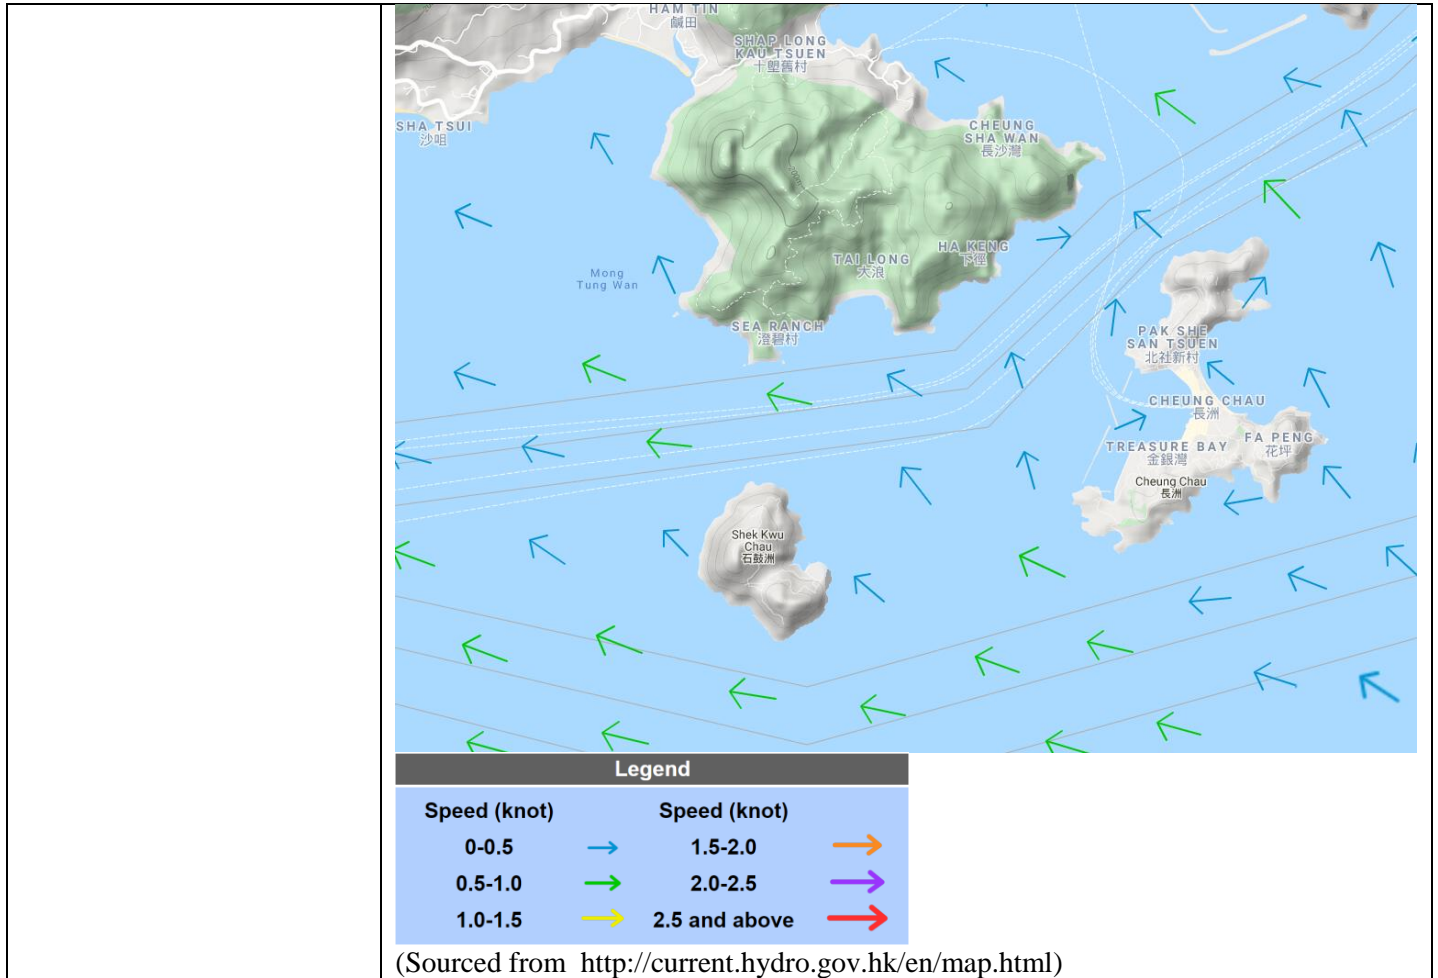 HAM TIN
鹹田
SHAP LONG
KAU TSUEN
十塱舊村
SHA TSUI
沙咀
CHEUNG
SHA WAN
長沙灣
HA KENG
下徑
TAI LONG
大浪
Mong
Tung Wan
SEA RANCH
澄碧村
PAK SHE
SAN TSUEN
北社新村
CHEUNG CHAU
長洲
TREASURE BAY
金銀灣
FA PENG
花坪
Cheung Chau
長洲
Shek Kwu
Chau
石鼓洲
Legend
Speed (knot) Speed (knot)
0-0.5 1.5-2.0
0.5-1.0 2.0-2.5
1.0-1.5 2.5 and above
(Sourced from http://current.hydro.gov.hk/en/map.html)